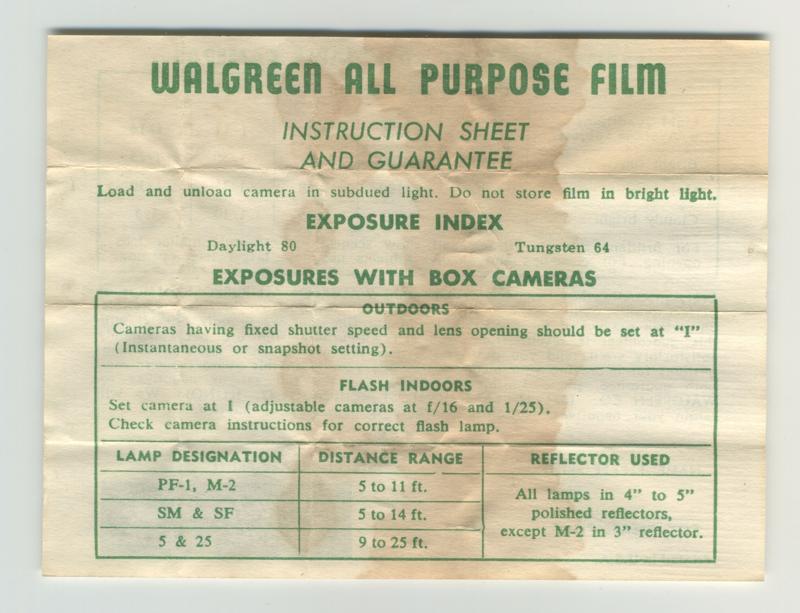 WALGREEN ALL PURPOSE FILM
INSTRUCTION SHEET
AND GUARANTEE
Load and unload camera in subdued light. Do not store film in bright light.
EXPOSURE INDEX
Daylight 80 Tungsten 64
EXPOSURES WITH BOX CAMERAS
OUTDOORS
Cameras having fixed shutter speed and lens opening should be set at "I"
(Instantaneous or snapshot setting).
FLASH INDOORS
Set camera at I (adjustable cameras at f/16 and 1/25).
Check camera instructions for correct flash lamp.
LAMP DESIGNATION DISTANCE RANGE REFLECTOR USED
PF-1, M-2 5 to 11 ft.
SM & SF 5 to 14 ft.
5 & 25 9 to 25 ft.
All lamps in 4" to 5"
polished reflectors,
except M-2 in 3" reflector.